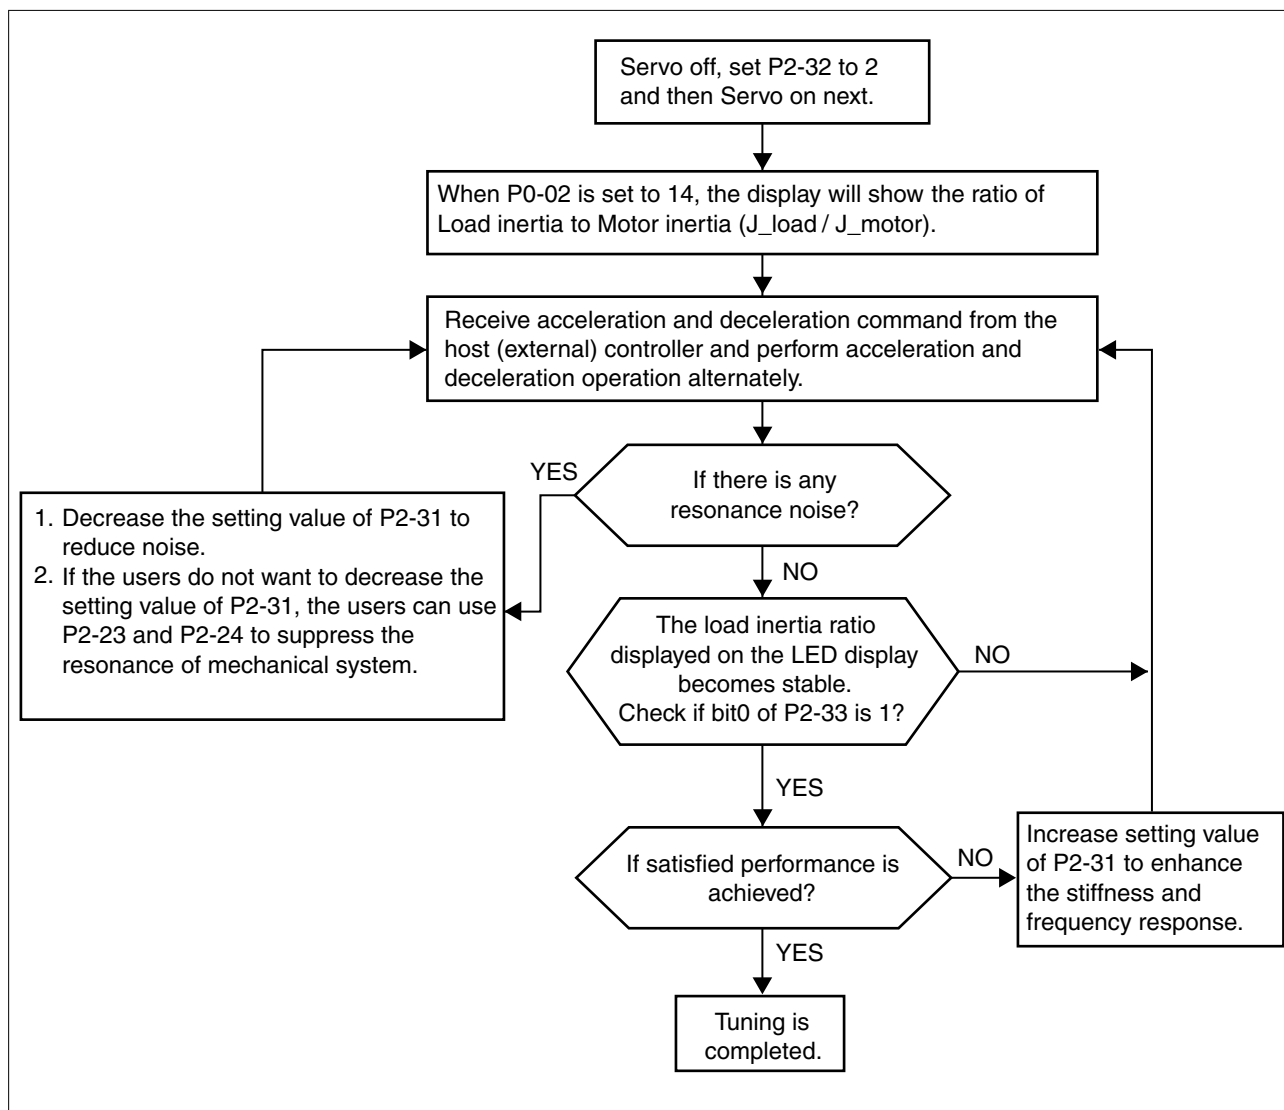 Servo off, set P2-32 to 2
and then Servo on next.
When P0-02 is set to 14, the display will show the ratio of
Load inertia to Motor inertia (J_load / J_motor).
Receive acceleration and deceleration command from the
host (external) controller and perform acceleration and
deceleration operation alternately.
YES
If there is any
resonance noise?
1. Decrease the setting value of P2-31 to
reduce noise.
2. If the users do not want to decrease the
setting value of P2-31, the users can use
P2-23 and P2-24 to suppress the
resonance of mechanical system.
NO
The load inertia ratio
displayed on the LED display
becomes stable.
Check if bit0 of P2-33 is 1?
NO
YES
If satisfied performance is
achieved?
NO
Increase setting value
of P2-31 to enhance
the stiffness and
frequency response.
YES
Tuning is
completed.